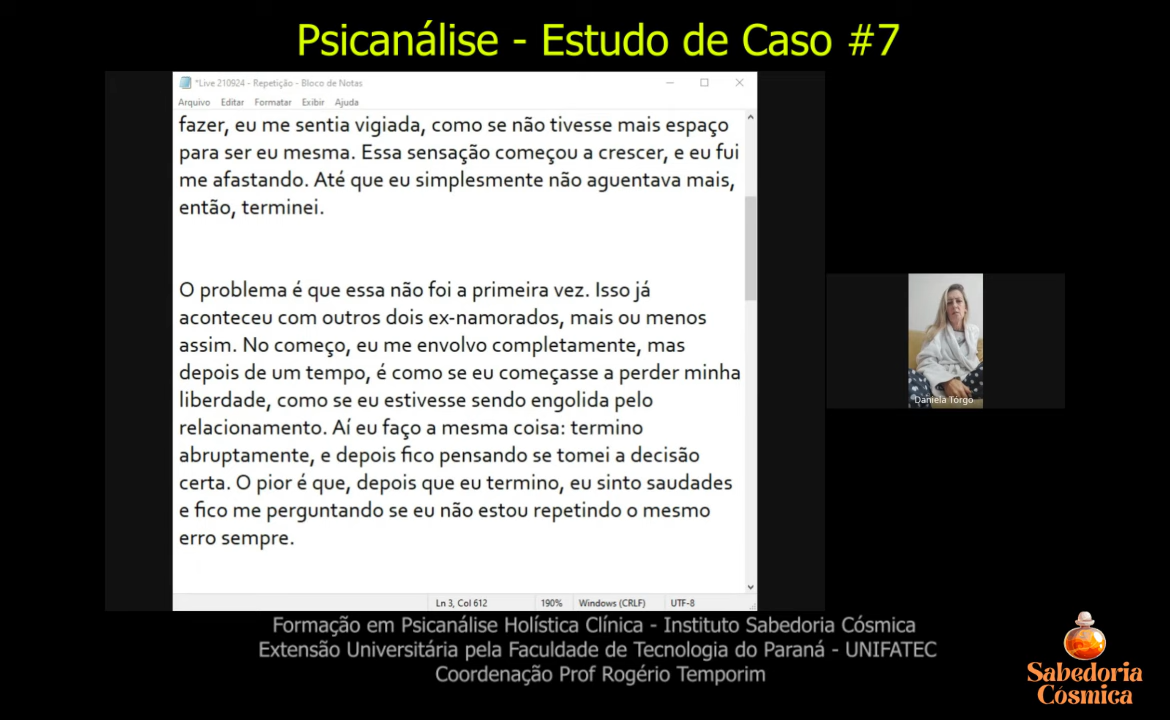 Psicanálise - Estudo de Caso #7
*Live 210924 - Repetição - Bloco de Notas
Arquivo Editar Formatar Exibir Ajuda
fazer, eu me sentia vigiada, como se não tivesse mais espaço
para ser eu mesma. Essa sensação começou a crescer, e eu fui
me afastando. Até que eu simplesmente não aguentava mais,
então, terminei.
O problema é que essa não foi a primeira vez. Isso já
aconteceu com outros dois ex-namorados, mais ou menos
assim. No começo, eu me envolvo completamente, mas
depois de um tempo, é como se eu começasse a perder minha
liberdade, como se eu estivesse sendo engolida pelo
relacionamento. Aí eu faço a mesma coisa: termino
abruptamente, e depois fico pensando se tomei a decisão
certa. O pior é que, depois que eu termino, eu sinto saudades
e fico me perguntando se eu não estou repetindo o mesmo
erro sempre.
Ln 3, Col 612 190% Windows (CRLF) UTF-8
Daniela Torgo
Formação em Psicanálise Holística Clínica - Instituto Sabedoria Cósmica
Extensão Universitária pela Faculdade de Tecnologia do Paraná - UNIFATEC
Coordenação Prof Rogério Temporim
Sabedoria
Cósmica